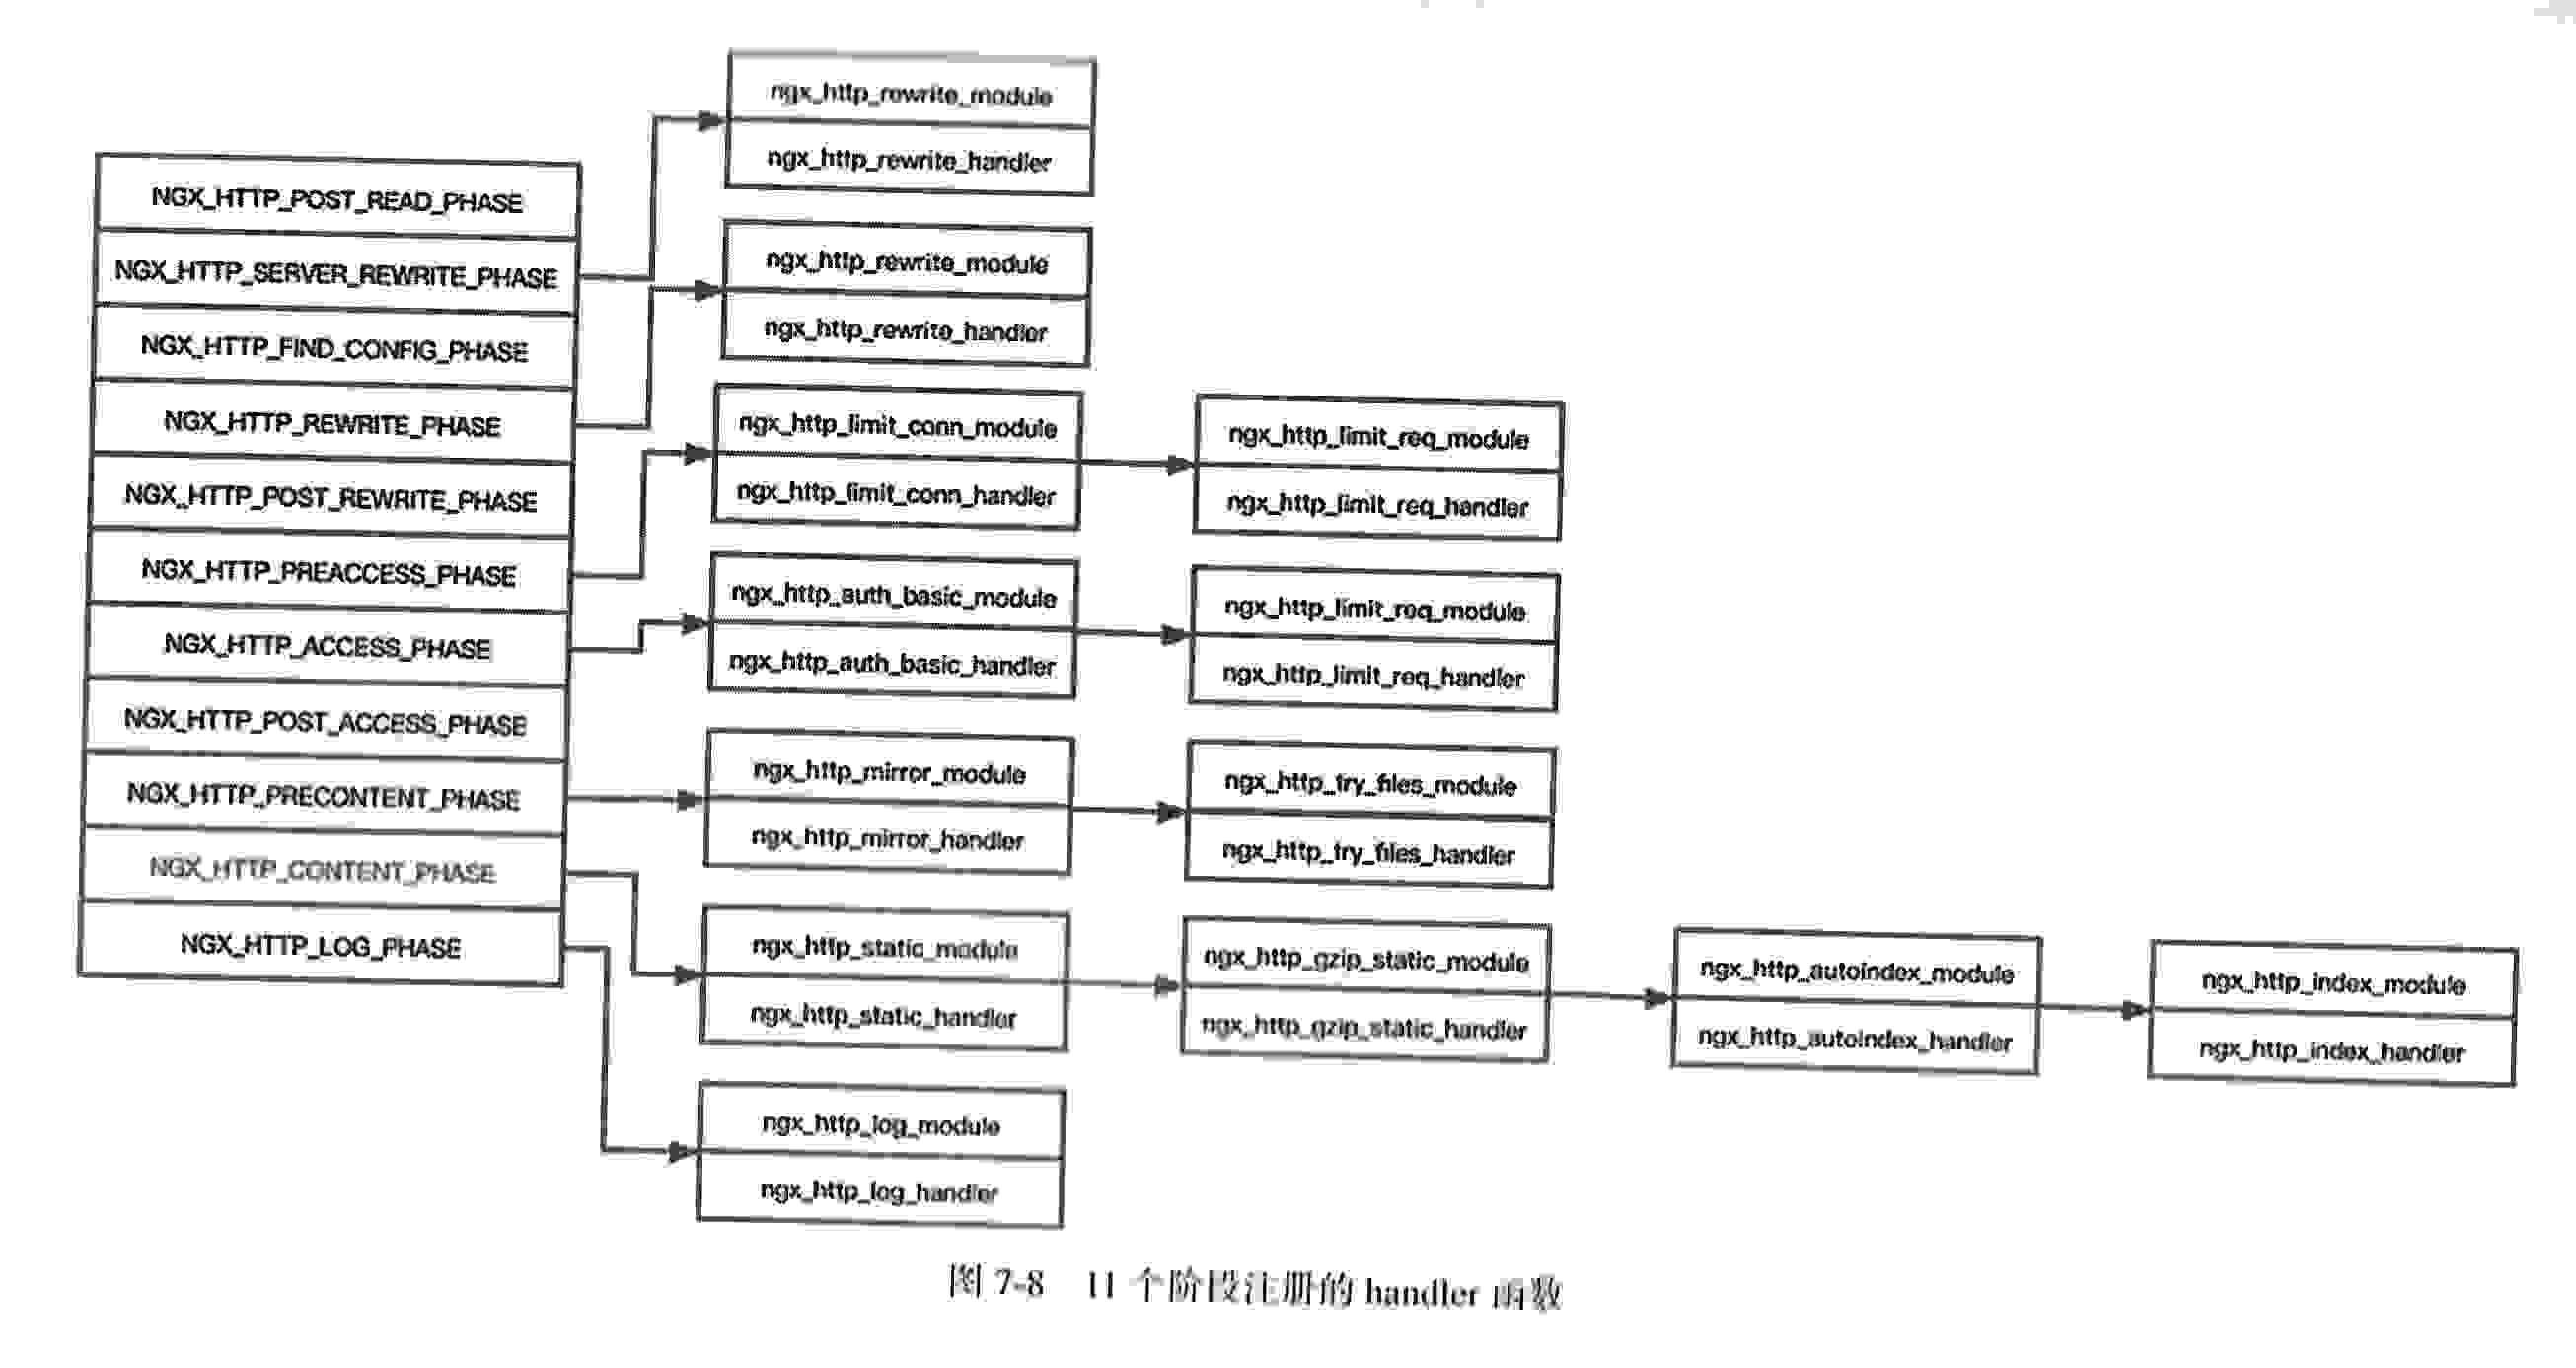 NGX_HTTP_POST_READ_PHASE
NGX_HTTP_SERVER_REWRITE_PHASE
NGX_HTTP_FIND_CONFIG_PHASE
NGX_HTTP_REWRITE_PHASE
NGX_HTTP_POST_REWRITE_PHASE
NGX_HTTP_PREACCESS_PHASE
NGX_HTTP_ACCESS_PHASE
NGX_HTTP_POST_ACCESS_PHASE
NGX_HTTP_PRECONTENT_PHASE
NGX_HTTP_CONTENT_PHASE
NGX_HTTP_LOG_PHASE
ngx_http_rewrite_module
ngx_http_rewrite_handler
ngx_http_rewrite_module
ngx_http_rewrite_handler
ngx_http_limit_conn_module
ngx_http_limit_conn_handler
ngx_http_limit_req_module
ngx_http_limit_req_handler
ngx_http_auth_basic_module
ngx_http_auth_basic_handler
ngx_http_limit_req_module
ngx_http_limit_req_handler
ngx_http_mirror_module
ngx_http_mirror_handler
ngx_http_try_files_module
ngx_http_try_files_handler
ngx_http_static_module
ngx_http_static_handler
ngx_http_gzip_static_module
ngx_http_gzip_static_handler
ngx_http_autoindex_module
ngx_http_autoindex_handler
ngx_http_index_module
ngx_http_index_handler
ngx_http_log_module
ngx_http_log_handler
图 7-8 11 个阶段注册的 handler 函数